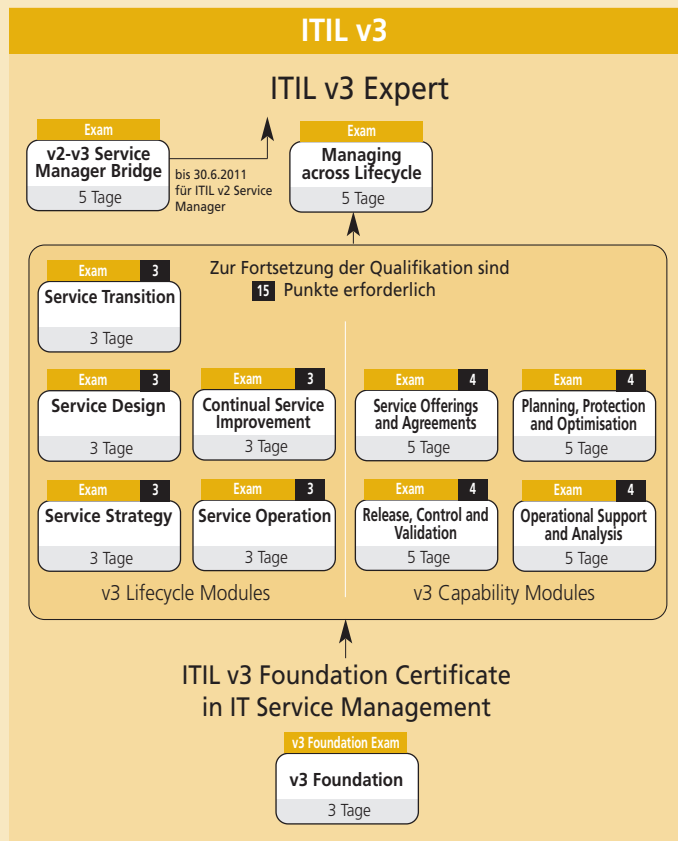 ITIL v3
ITIL v3 Expert
Exam
v2-v3 Service
Manager Bridge
5 Tage
bis 30.6.2011
für ITIL v2 Service
Manager
Exam
Managing
across Lifecycle
5 Tage
Zur Fortsetzung der Qualifikation sind
15 Punkte erforderlich
Exam 3
Service Transition
3 Tage
Exam 3
Service Design
3 Tage
Exam 3
Continual Service
Improvement
3 Tage
Exam 4
Service Offerings
and Agreements
5 Tage
Exam 4
Planning, Protection
and Optimisation
5 Tage
Exam 3
Service Strategy
3 Tage
Exam 3
Service Operation
3 Tage
Exam 4
Release, Control and
Validation
5 Tage
Exam 4
Operational Support
and Analysis
5 Tage
v3 Lifecycle Modules
v3 Capability Modules
ITIL v3 Foundation Certificate
in IT Service Management
v3 Foundation Exam
v3 Foundation
3 Tage